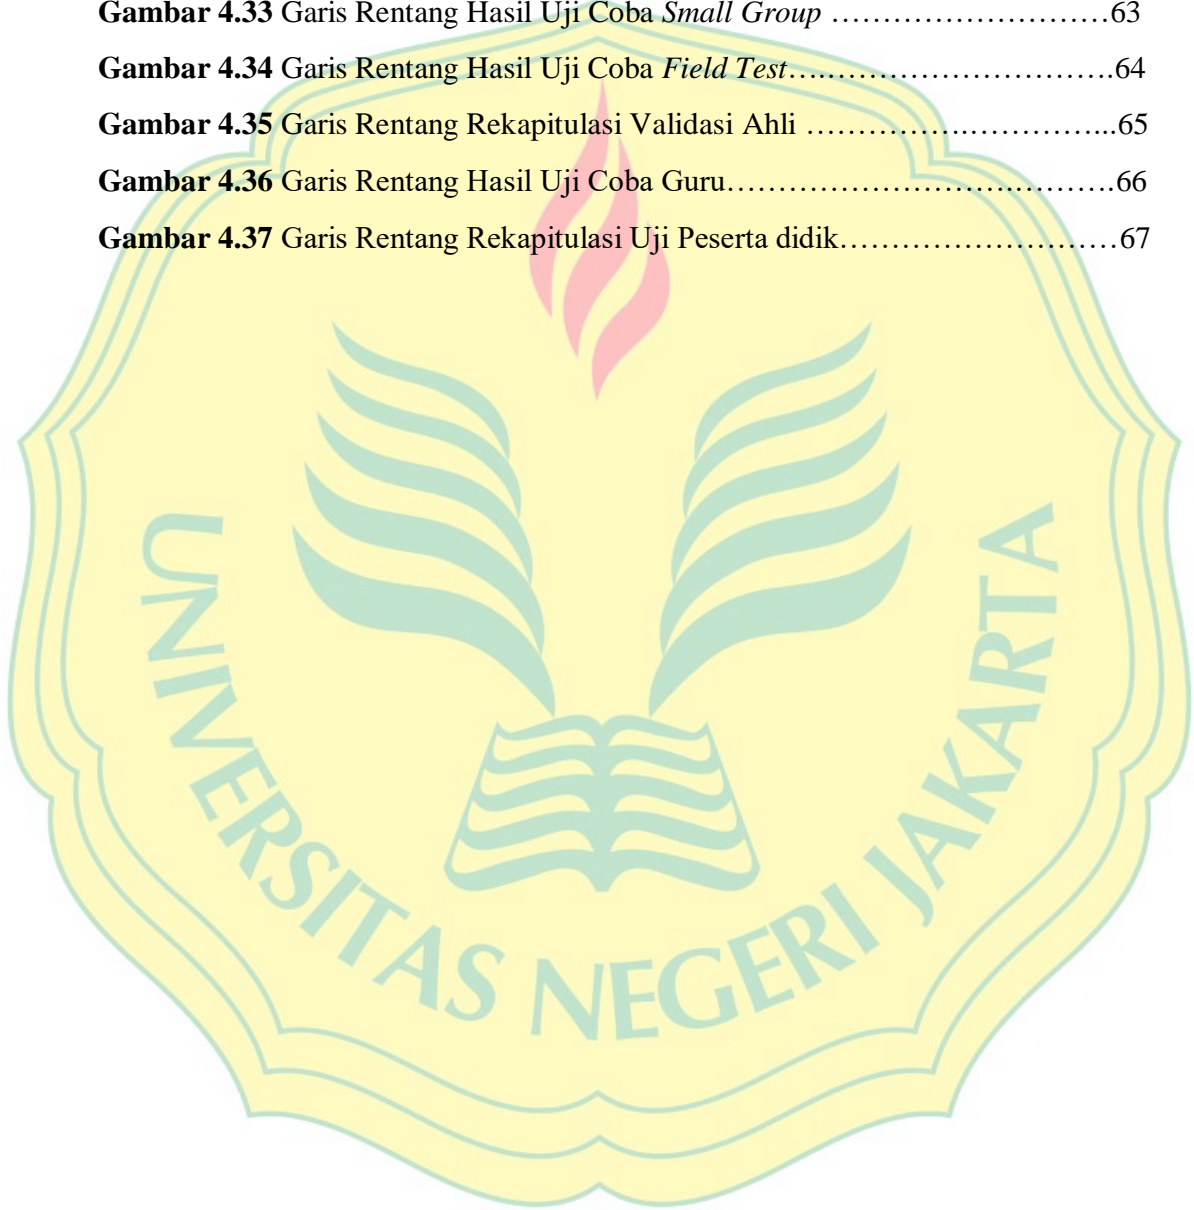 Gambar 4.33 Garis Rentang Hasil Uji Coba Small Group ………………………63
Gambar 4.34 Garis Rentang Hasil Uji Coba Field Test….……………………….64
Gambar 4.35 Garis Rentang Rekapitulasi Validasi Ahli …………….…………...65
Gambar 4.36 Garis Rentang Hasil Uji Coba Guru……………………….……….66
Gambar 4.37 Garis Rentang Rekapitulasi Uji Peserta didik………………………67
UNIVERSITAS NEGERI JAKARTA